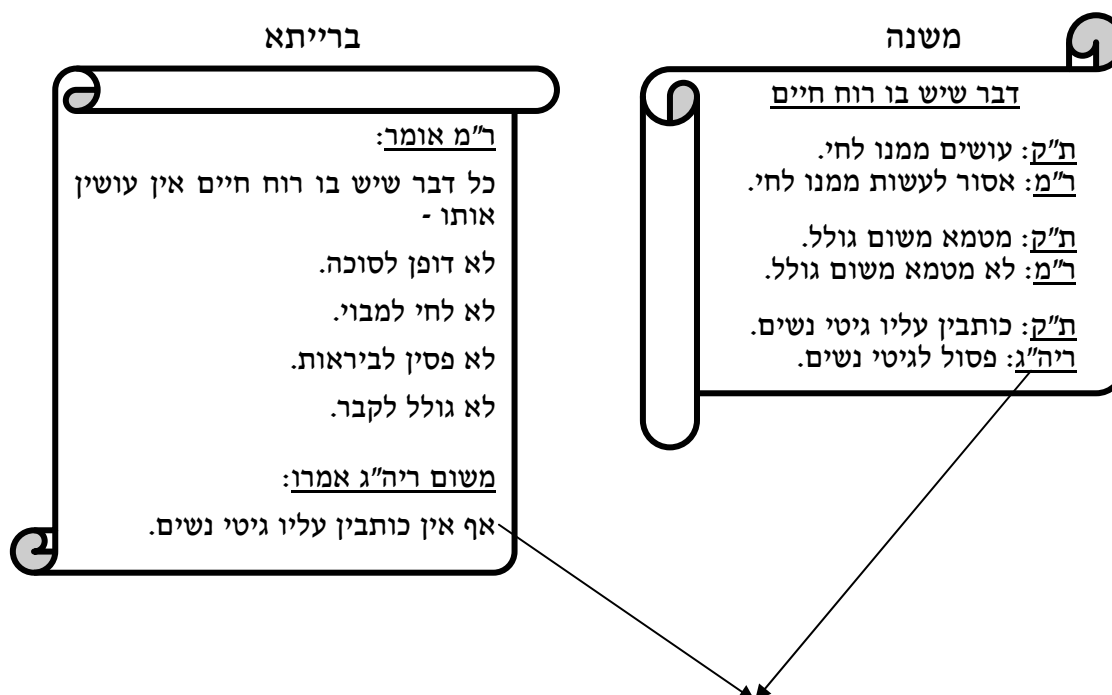 משנה
דבר שיש בו רוח חיים
ת"ק: עושים ממנו לחי.
ר"מ: אסור לעשות ממנו לחי.
ת"ק: מטמא משום גולל.
ר"מ: לא מטמא משום גולל.
ת"ק: כותבין עליו גיטי נשים.
ריה"ג: פסול לגיטי נשים.
ברייתא
ר"מ אומר:
כל דבר שיש בו רוח חיים אין עושין
אותו -
לא דופן לסוכה.
לא לחי למבוי.
לא פסין לביראות.
לא גולל לקבר.
משום ריה"ג אמרו:
אף אין כותבין עליו גיטי נשים.